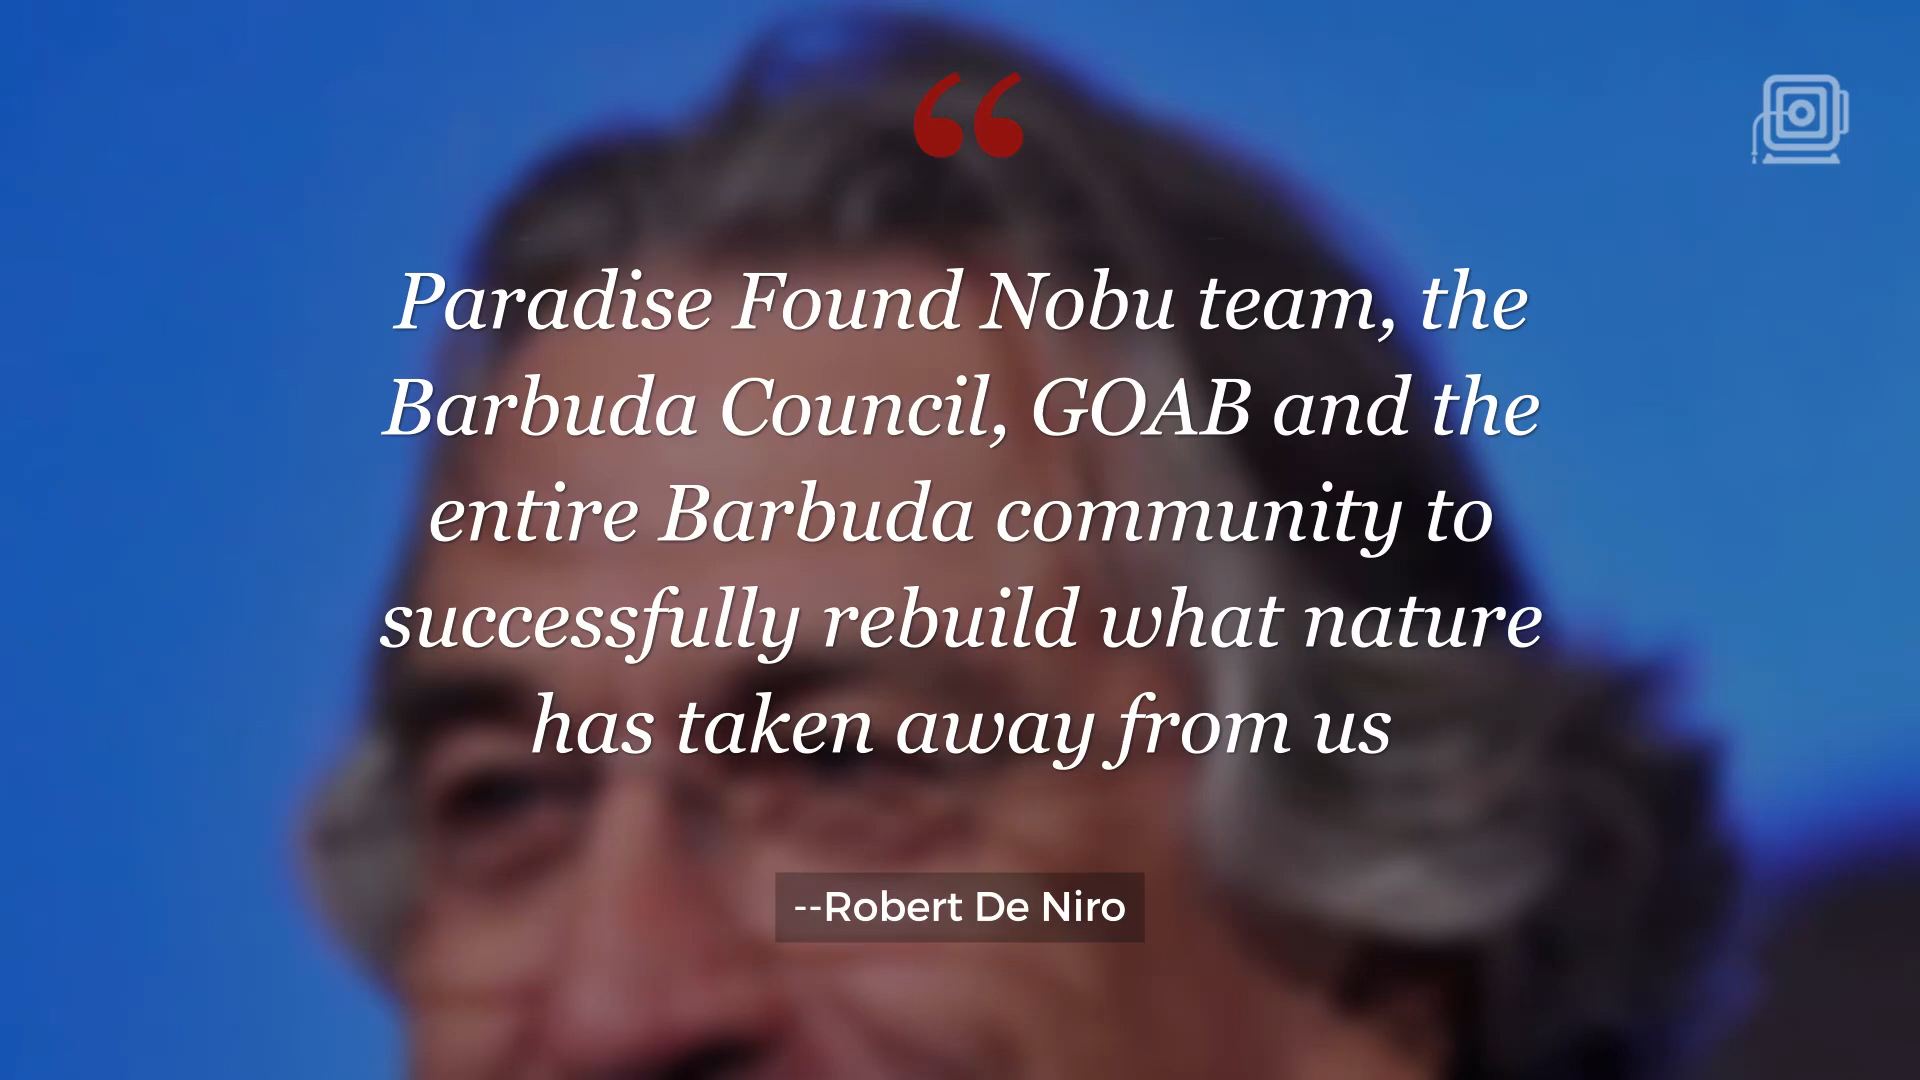 “
Paradise Found Nobu team, the
Barbuda Council, GOAB and the
entire Barbuda community to
successfully rebuild what nature
has taken away from us
--Robert De Niro